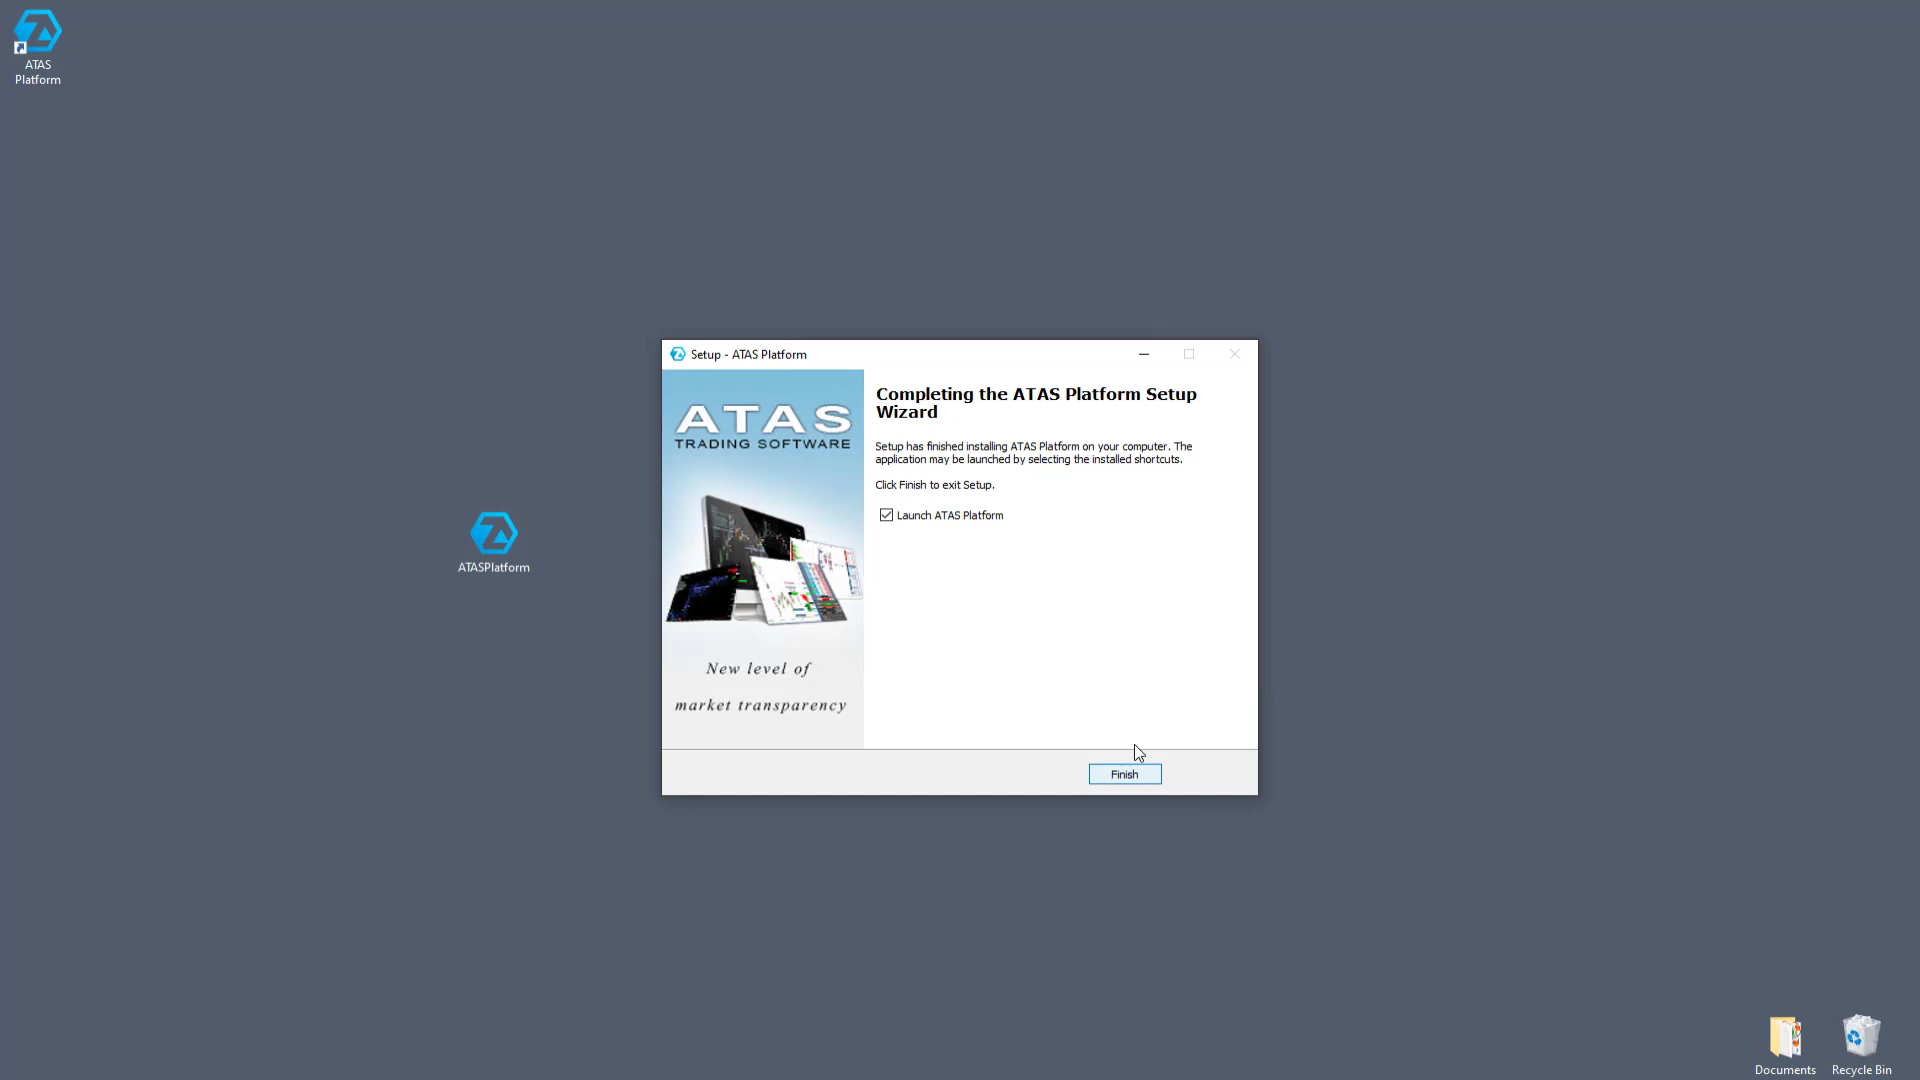 ATAS
Platform
Setup - ATAS Platform
ATAS
TRADING SOFTWARE
New level of
market transparency
Completing the ATAS Platform Setup
Wizard
Setup has finished installing ATAS Platform on your computer. The
application may be launched by selecting the installed shortcuts.
Click Finish to exit Setup.
Launch ATAS Platform
Finish
ATASPlatform
Documents
Recycle Bin